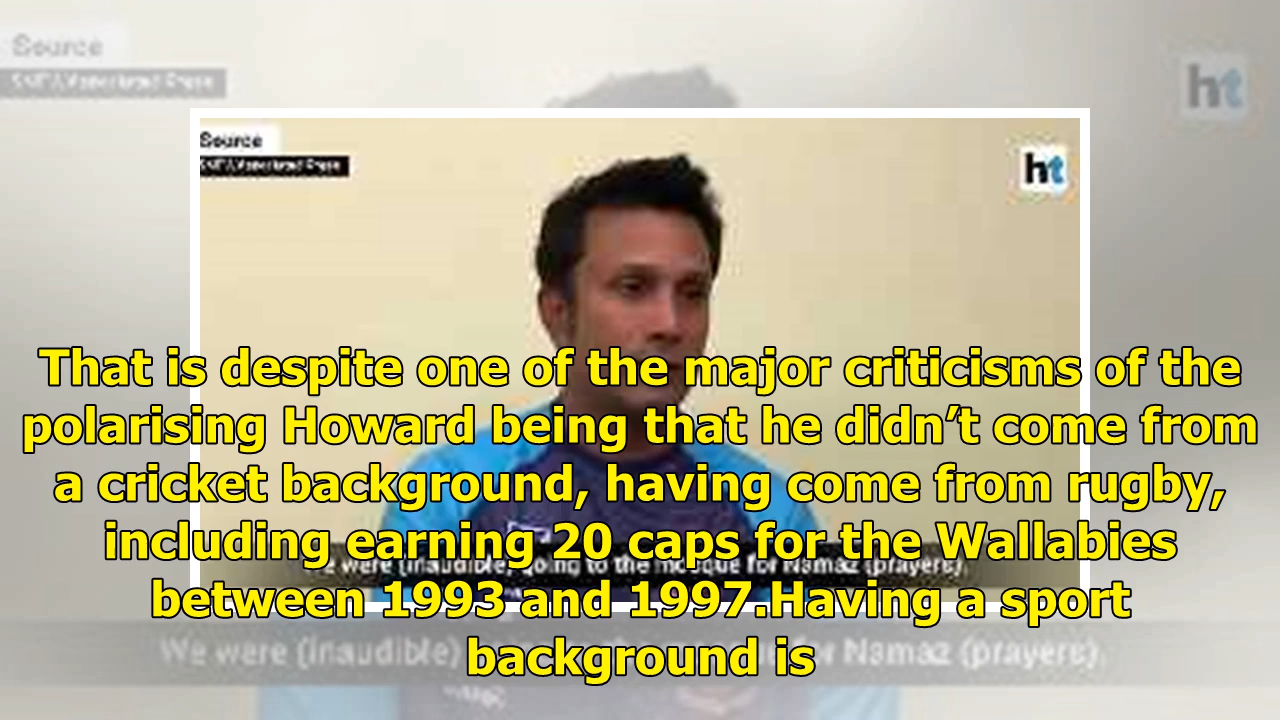 Source
ht
Source
SNTV/Associated Press
ht
That is despite one of the major criticisms of the
polarising Howard being that he didn’t come from
a cricket background, having come from rugby,
including earning 20 caps for the Wallabies
We were (inaudible) going to the mosque for Namaz (prayers).
between 1993 and 1997.Having a sport
background is
We were (inaudible) for Namaz (prayers).